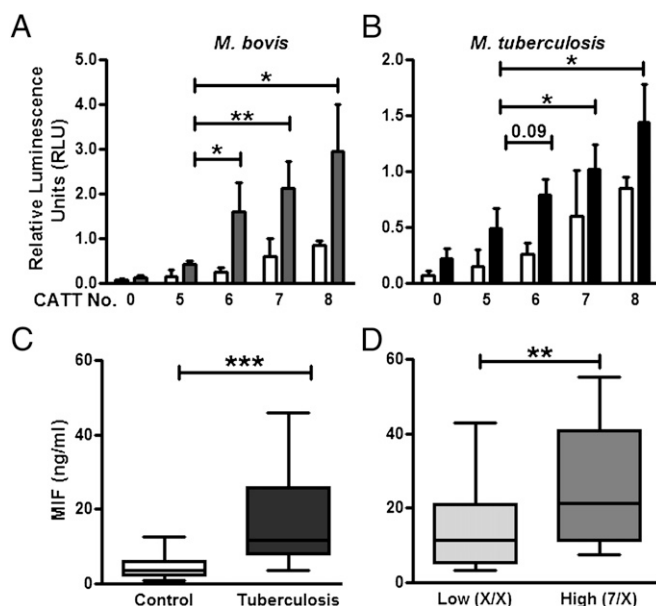 A
M. bovis
Relative Luminescence
Units (RLU)
5.0
4.0
3.0
2.0
1.0
0.0
*
**
*
CATT No.
0 5 6 7 8
B
M. tuberculosis
2.0
1.5
1.0
0.5
0.0
*
*
0.09
0 5 6 7 8
C
MIF (ng/ml)
60
40
20
0
***
Control Tuberculosis
D
60
40
20
0
**
Low (X/X) High (7/X)